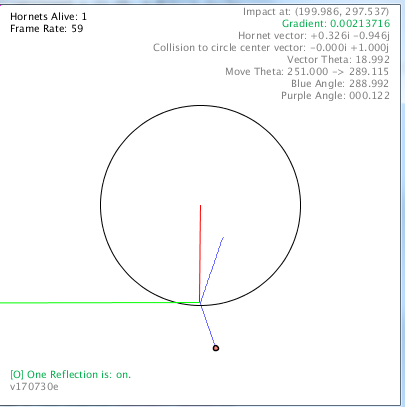 Hornets Alive: 1
Frame Rate: 59
Impact at: (199.986, 297.537)
Gradient: 0.00213716
Hornet vector: +0.326i -0.946j
Collision to circle center vector: -0.000i +1.000j
Vector Theta: 18.992
Move Theta: 251.000 -> 289.115
Blue Angle: 288.992
Purple Angle: 000.122
[O] One Reflection is: on.
v170730e